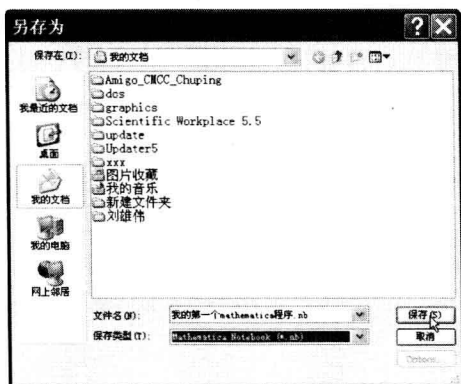 另存为
保存在(I):
我的文档
Amigo_CMCC_Chuping
dos
graphics
Scientific Workplace 5.5
update
Updater5
xxx
图片收藏
我的音乐
新建文件夹
刘雄伟
我最近的文档
桌面
我的文档
我的电脑
网上邻居
文件名(N):
我的第一个mathematica程序.nb
保存(S)
保存类型(T):
Mathematica Notebook (*.nb)
取消
Options...